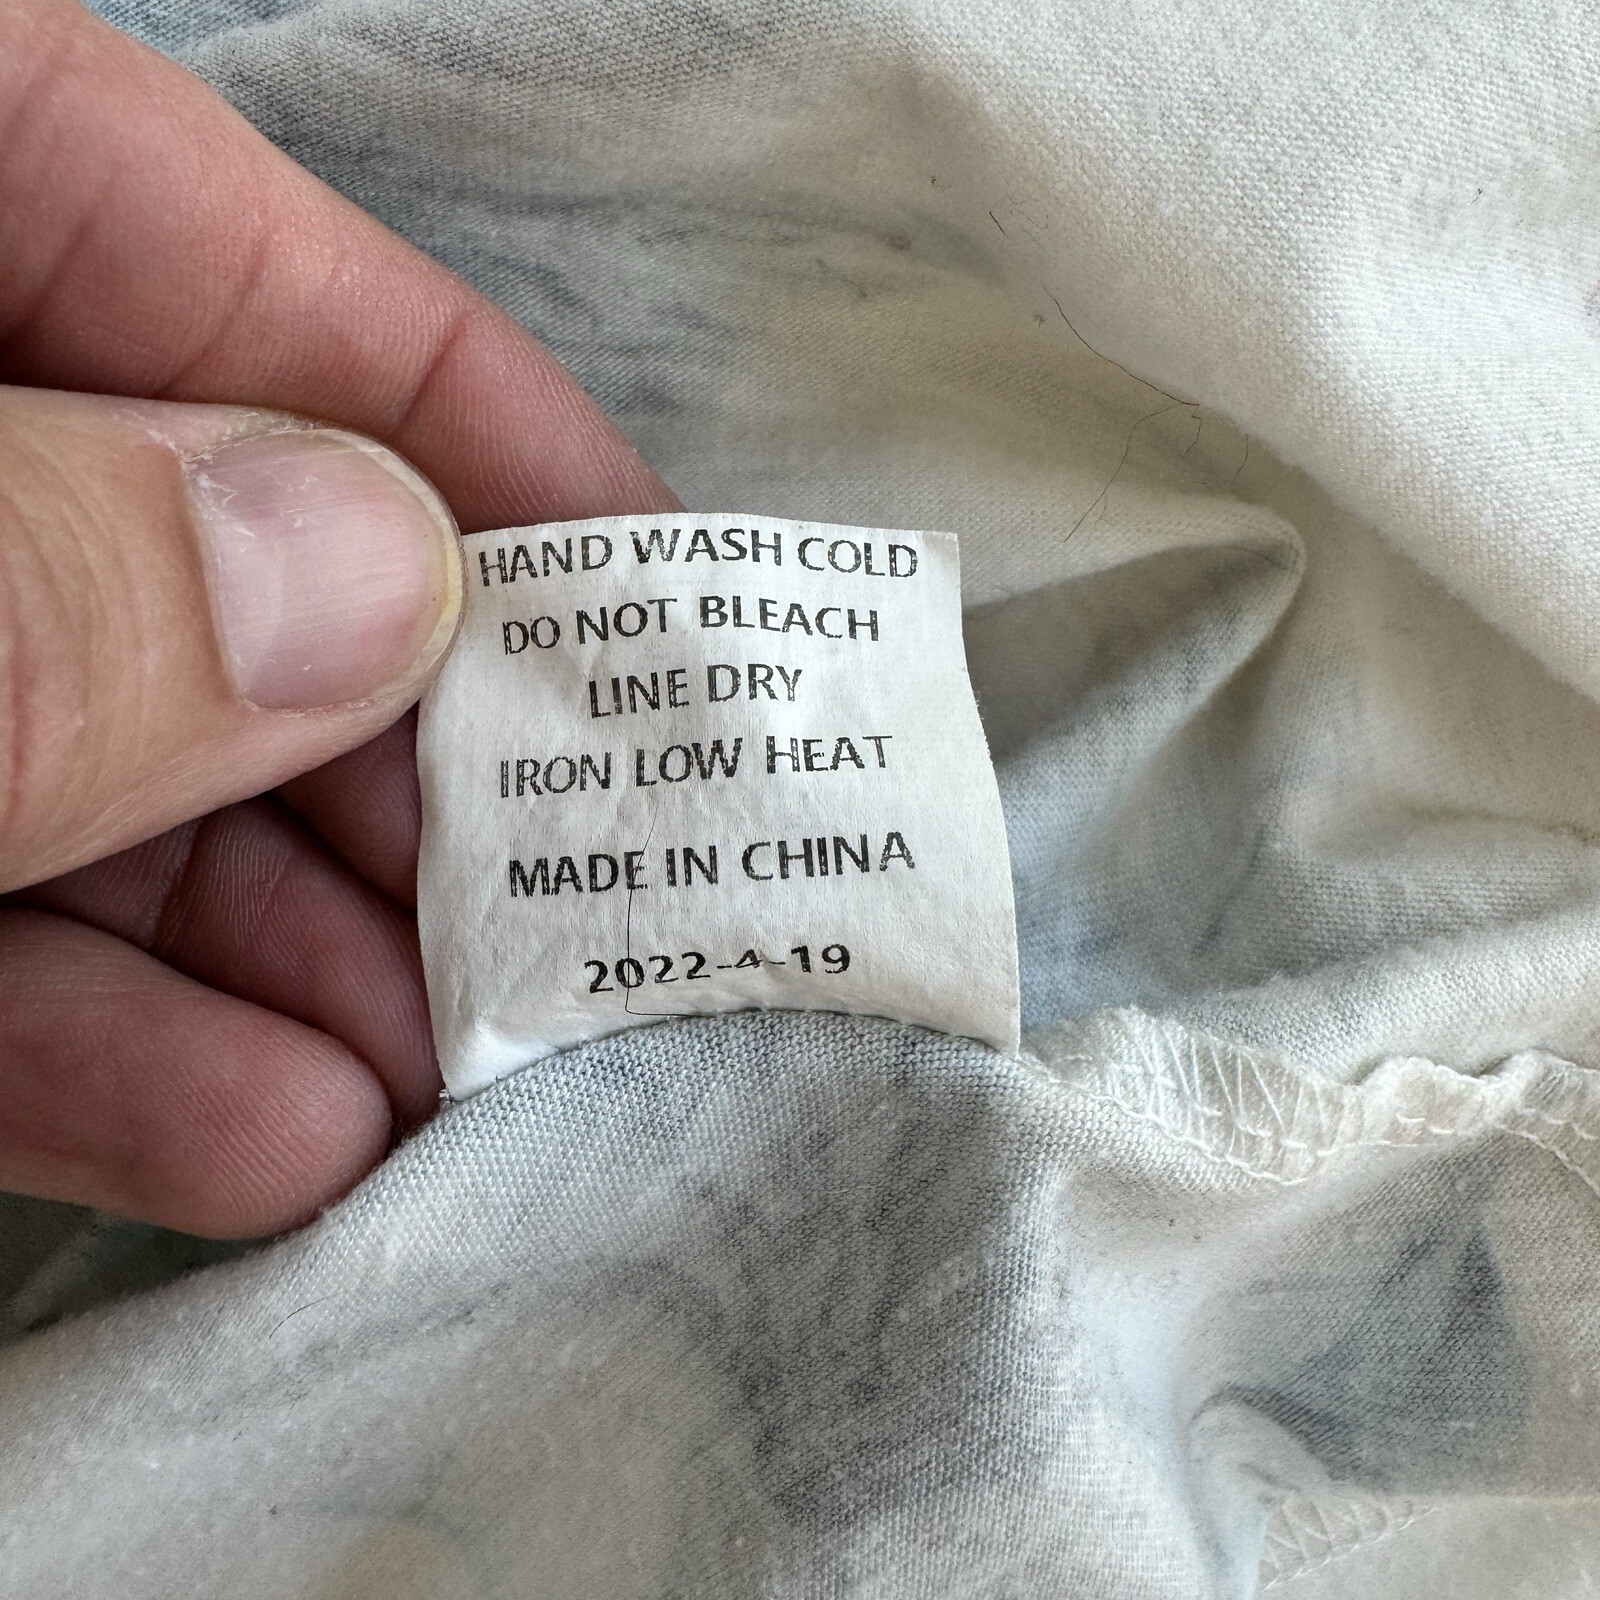 HAND WASH COLD
DO NOT BLEACH
LINE DRY
IRON LOW HEAT
MADE IN CHINA
2022-4-19